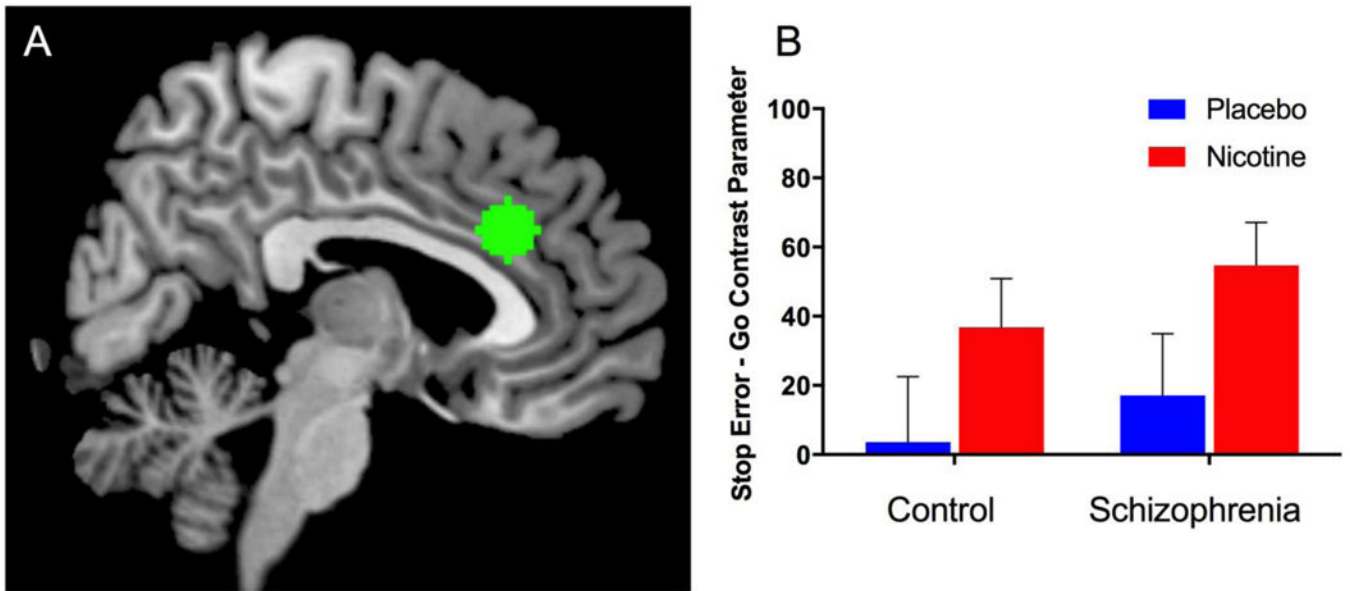 A
B
Stop Error - Go Contrast Parameter
100
80
60
40
20
0
Placebo
Nicotine
Control
Schizophrenia